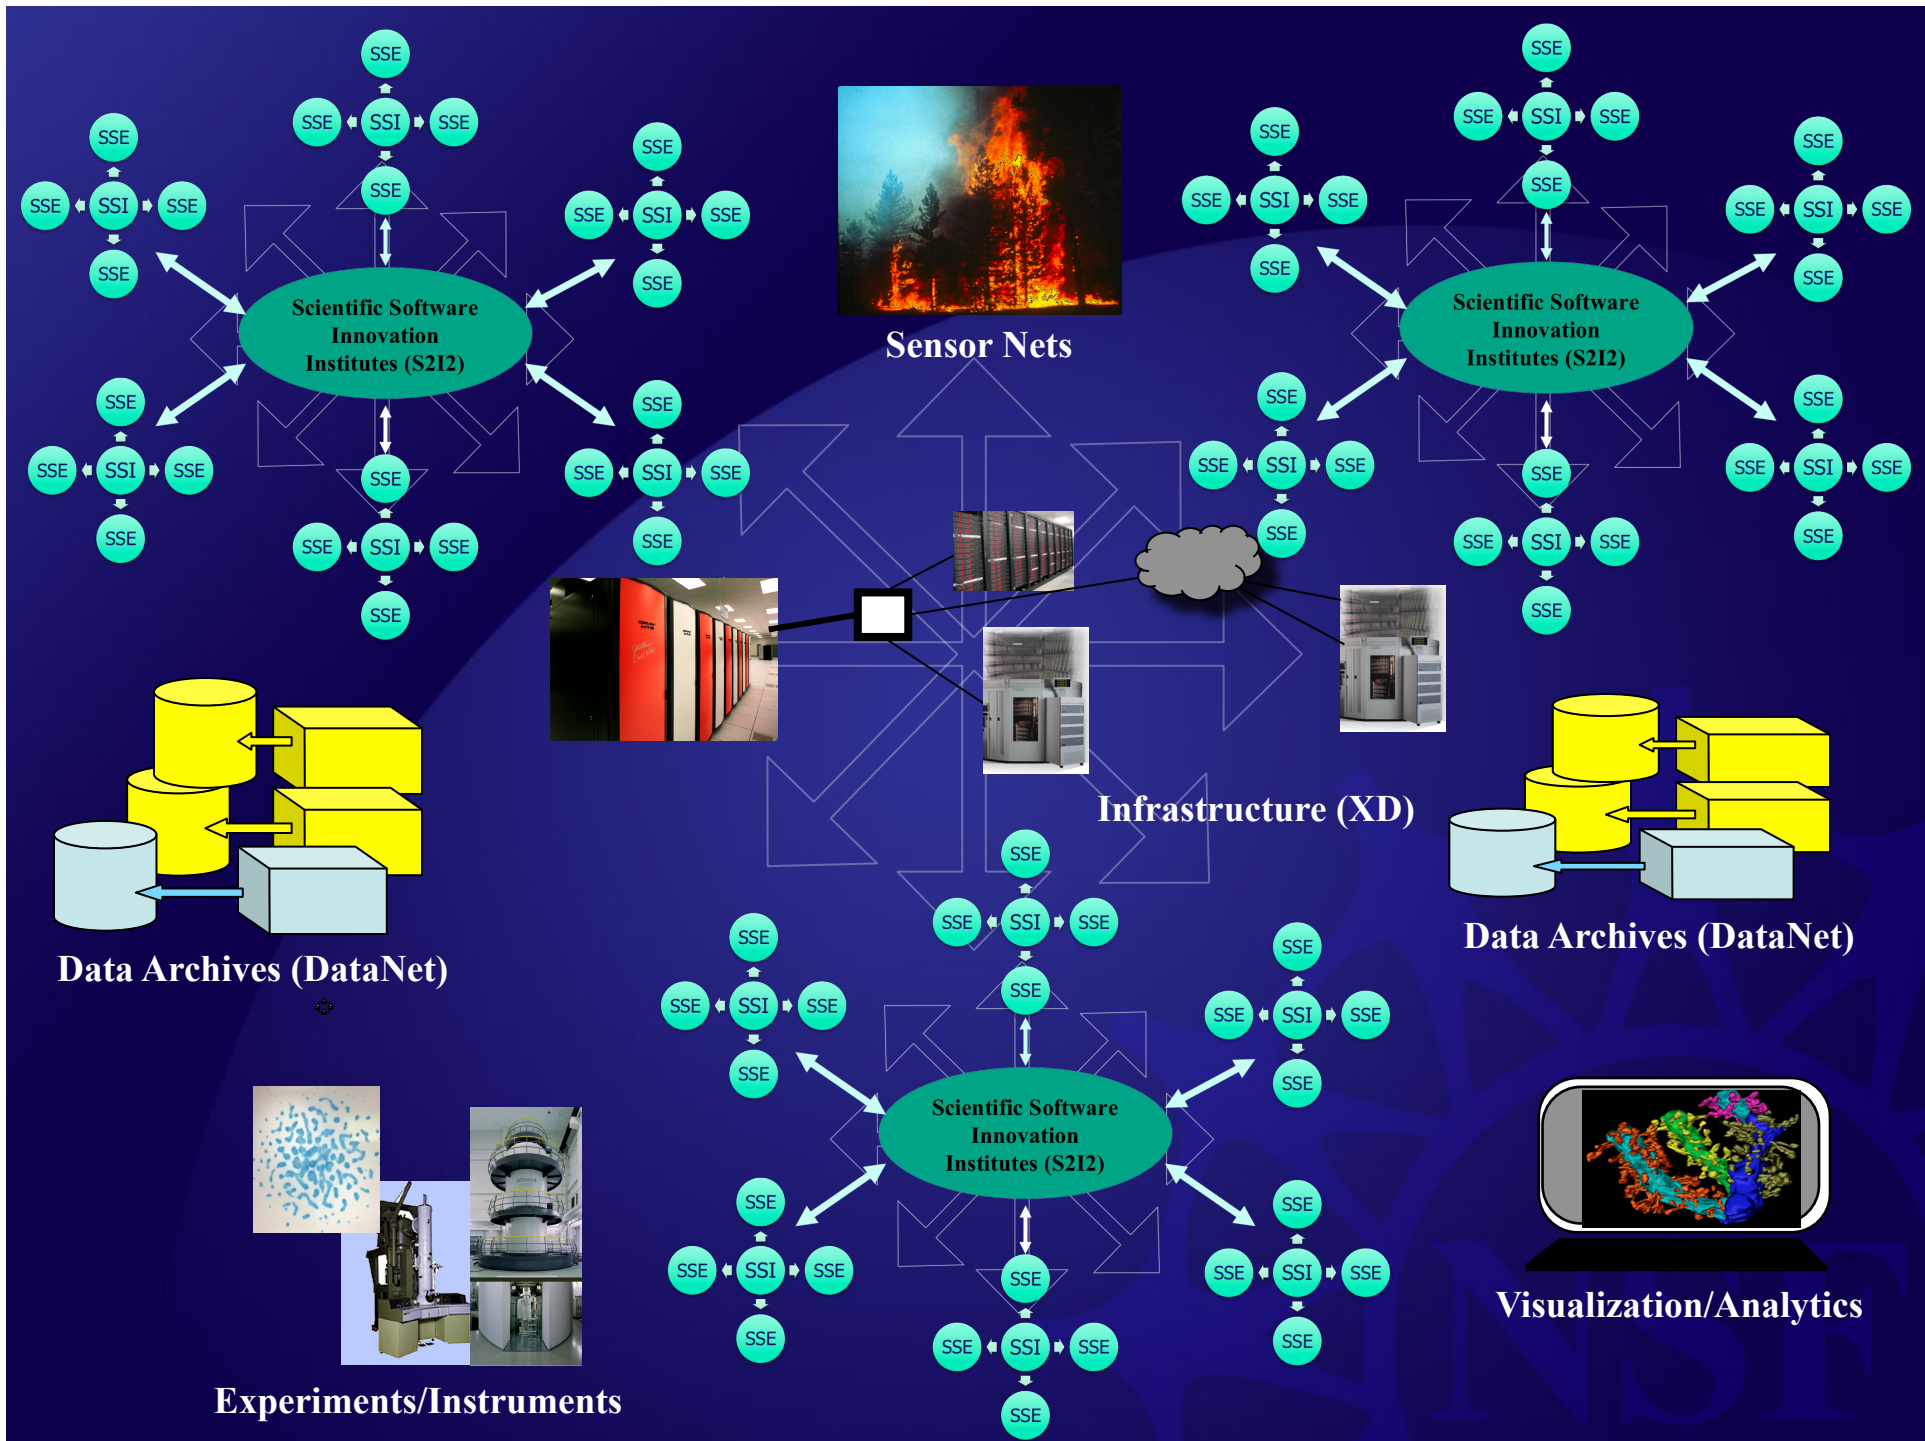 SSE
SSE SSI SSE
SSE
SSE
SSE SSI SSE
SSE
SSE
SSE SSI SSE
SSE
Scientific Software
Innovation
Institutes (S2I2)
SSE
SSE SSI SSE
SSE
SSE
SSE SSI SSE
SSE
SSE
SSE SSI SSE
SSE
Sensor Nets
SSE
SSE SSI SSE
SSE
SSE
SSE SSI SSE
SSE
SSE
SSE SSI SSE
SSE
Scientific Software
Innovation
Institutes (S2I2)
SSE
SSE SSI SSE
SSE
SSE
SSE SSI SSE
SSE
SSE
SSE SSI SSE
SSE
Infrastructure (XD)
Data Archives (DataNet)
Data Archives (DataNet)
SSE
SSE SSI SSE
SSE
SSE
SSE SSI SSE
SSE
SSE
SSE SSI SSE
SSE
Scientific Software
Innovation
Institutes (S2I2)
SSE
SSE SSI SSE
SSE
SSE
SSE SSI SSE
SSE
SSE
SSE SSI SSE
SSE
Experiments/Instruments
Visualization/Analytics
NSF